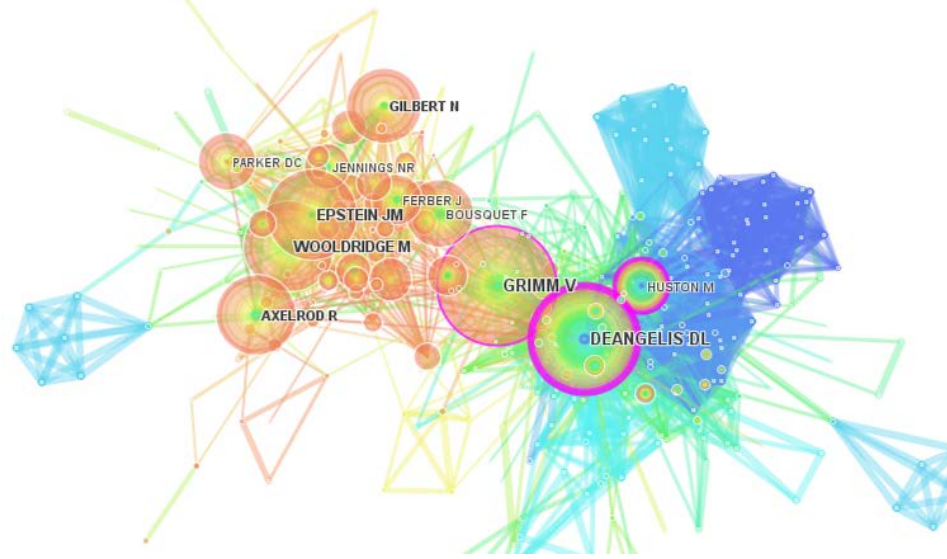 GILBERT N
PARKER DC
JENNINGS NR
FERBER J
EPSTEIN JM
BOUSQUET F
WOOLDRIDGE M
GRIMM V
HUSTON M
AXELROD R
DEANGELIS DL